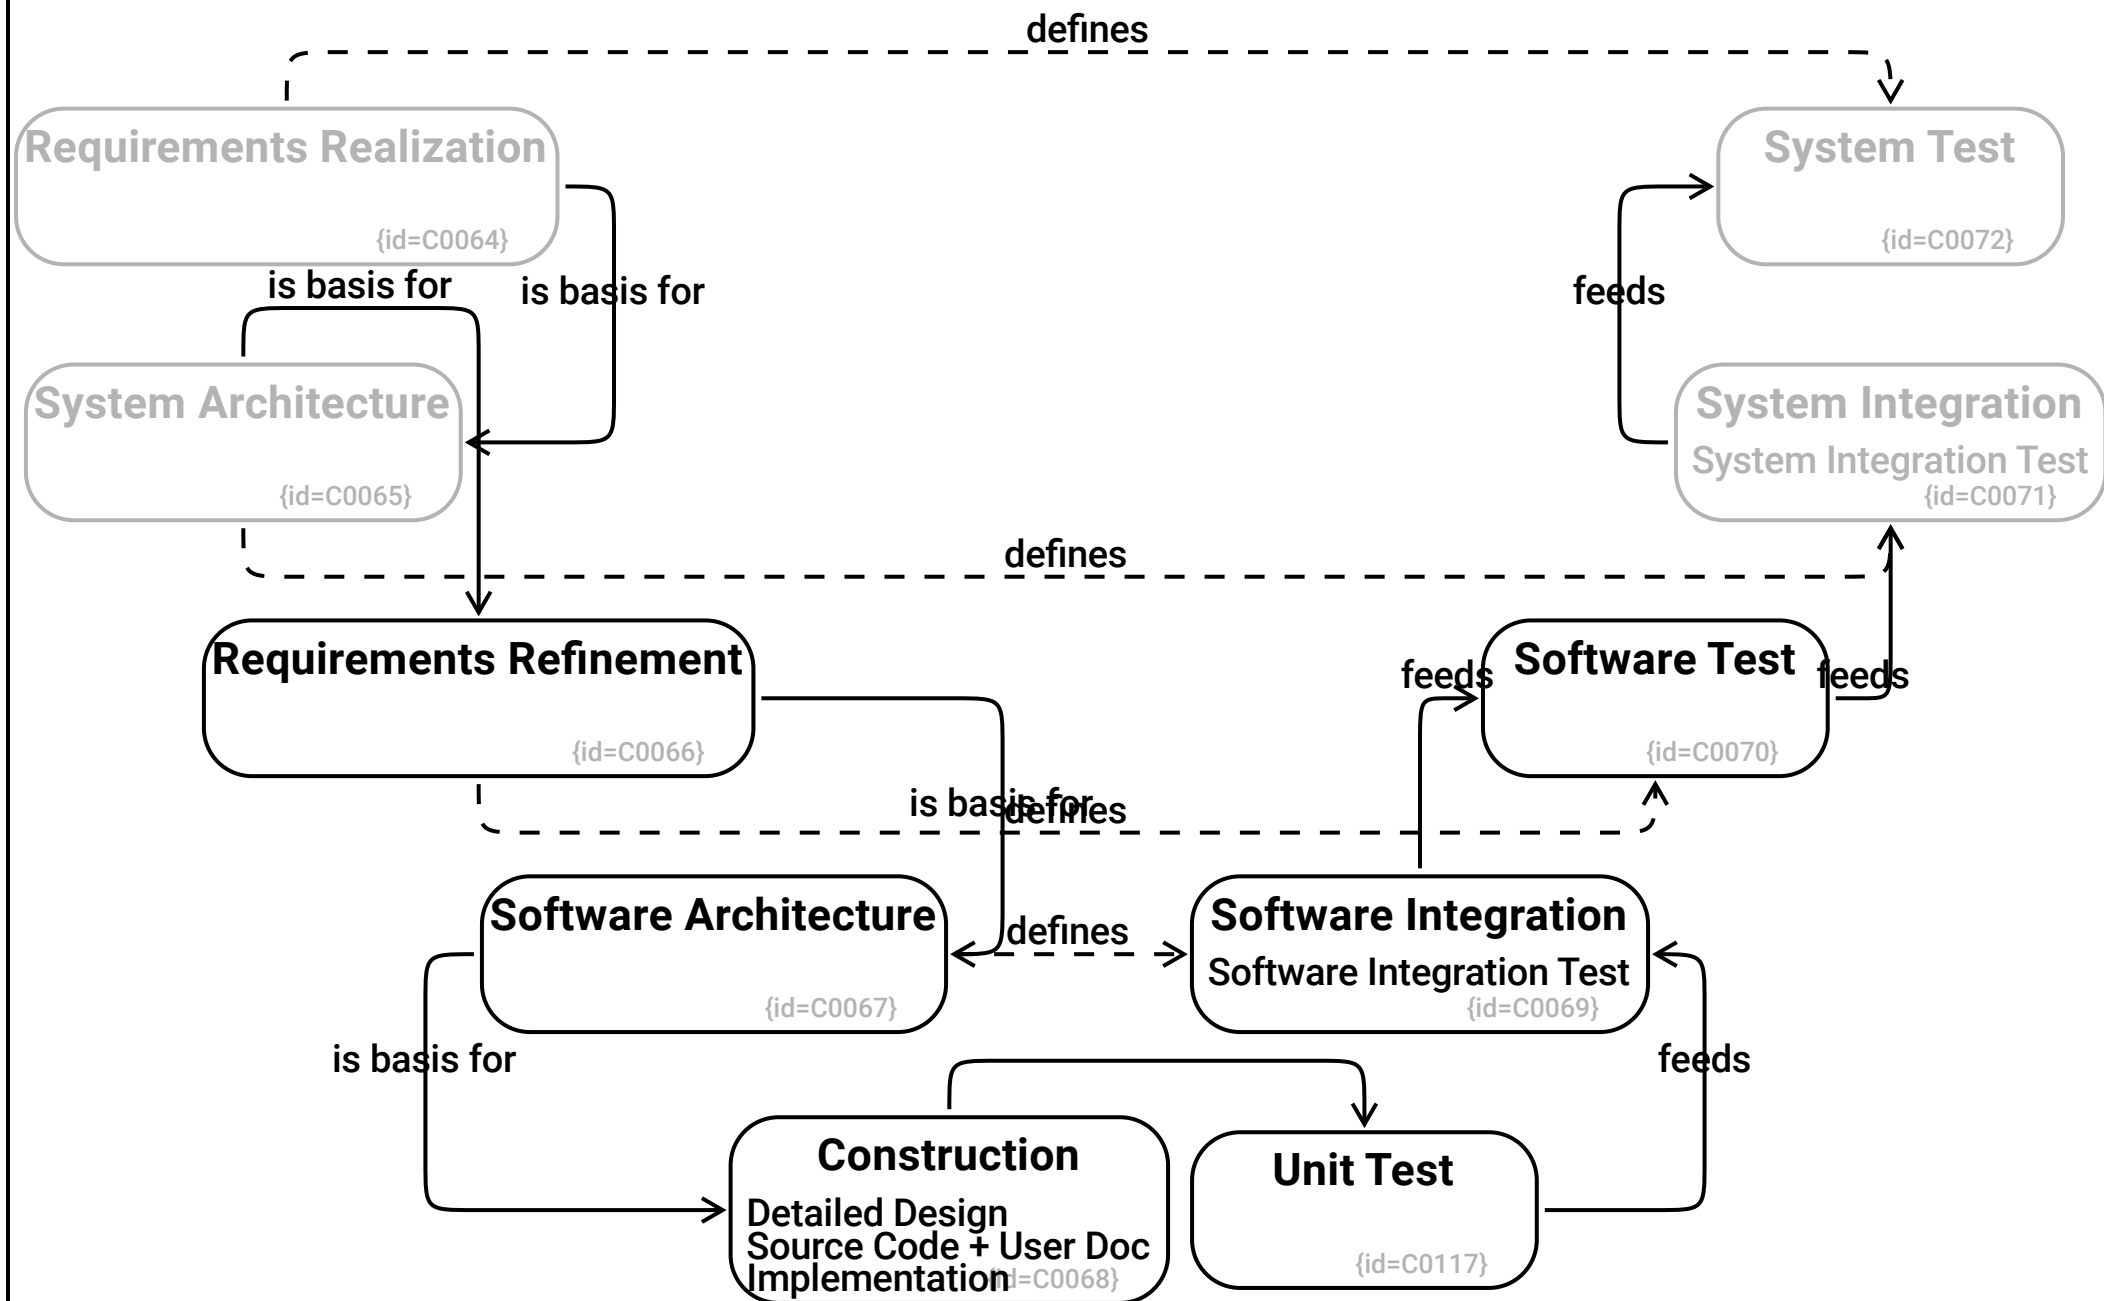 defines
Requirements Realization
{id=C0064}
System Test
{id=C0072}
is basis for
is basis for
feeds
System Architecture
{id=C0065}
System Integration
System Integration Test
{id=C0071}
defines
Requirements Refinement
{id=C0066}
feeds
Software Test
{id=C0070}
feeds
is basis for
defines
Software Architecture
{id=C0067}
defines
Software Integration
Software Integration Test
{id=C0069}
is basis for
feeds
Construction
Detailed Design
Source Code + User Doc
Implementation
{id=C0068}
Unit Test
{id=C0117}